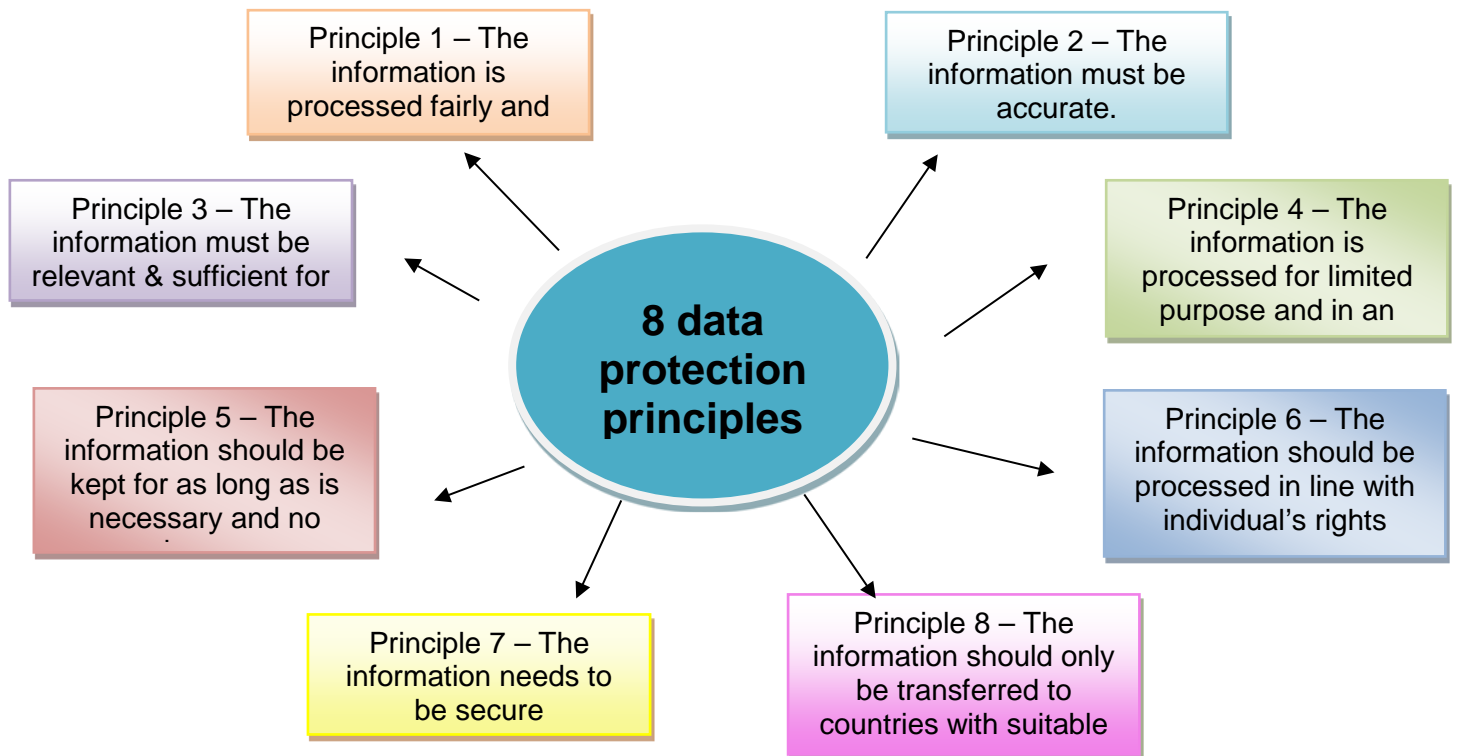 Principle 1 – The
information is
processed fairly and
Principle 2 – The
information must be
accurate.
Principle 3 – The
information must be
relevant & sufficient for
Principle 4 – The
information is
processed for limited
purpose and in an
8 data
protection
principles
Principle 5 – The
information should be
kept for as long as is
necessary and no
Principle 6 – The
information should be
processed in line with
individual’s rights
Principle 7 – The
information needs to
be secure
Principle 8 – The
information should only
be transferred to
countries with suitable